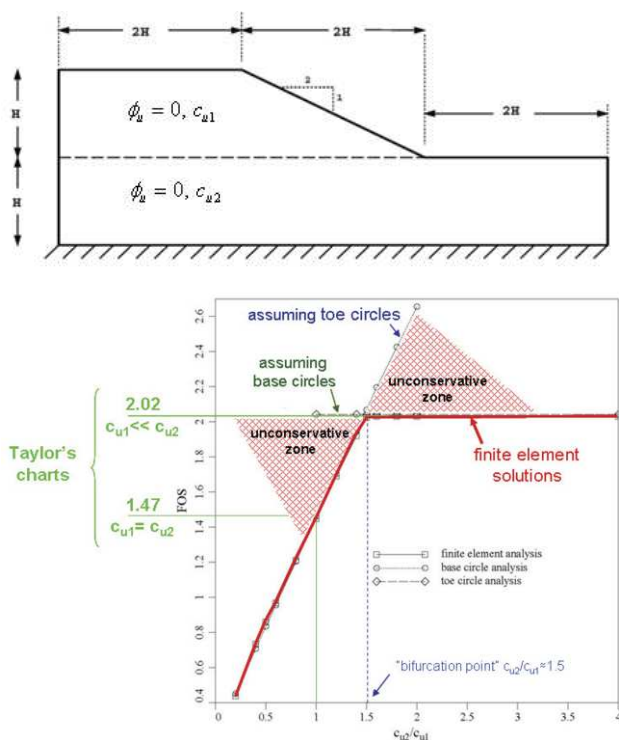 2H 2H
2
1
2H
H
ϕu = 0, cu1
H
ϕu = 0, cu2
2.6
2.4
2.2
2
1.8
1.6
1.4
1.2
1
0.8
0.6
0.4
FOS
assuming toe circles
assuming
base circles
unconservative
zone
unconservative
zone
finite element
solutions
Taylor's
charts
2.02
cu1<< cu2
1.47
cu1= cu2
finite element analysis
base circle analysis
toe circle analysis
"bifurcation point" cu2/cu1≈1.5
0 0.5 1 1.5 2 2.5 3 3.5 4
cu2/cu1